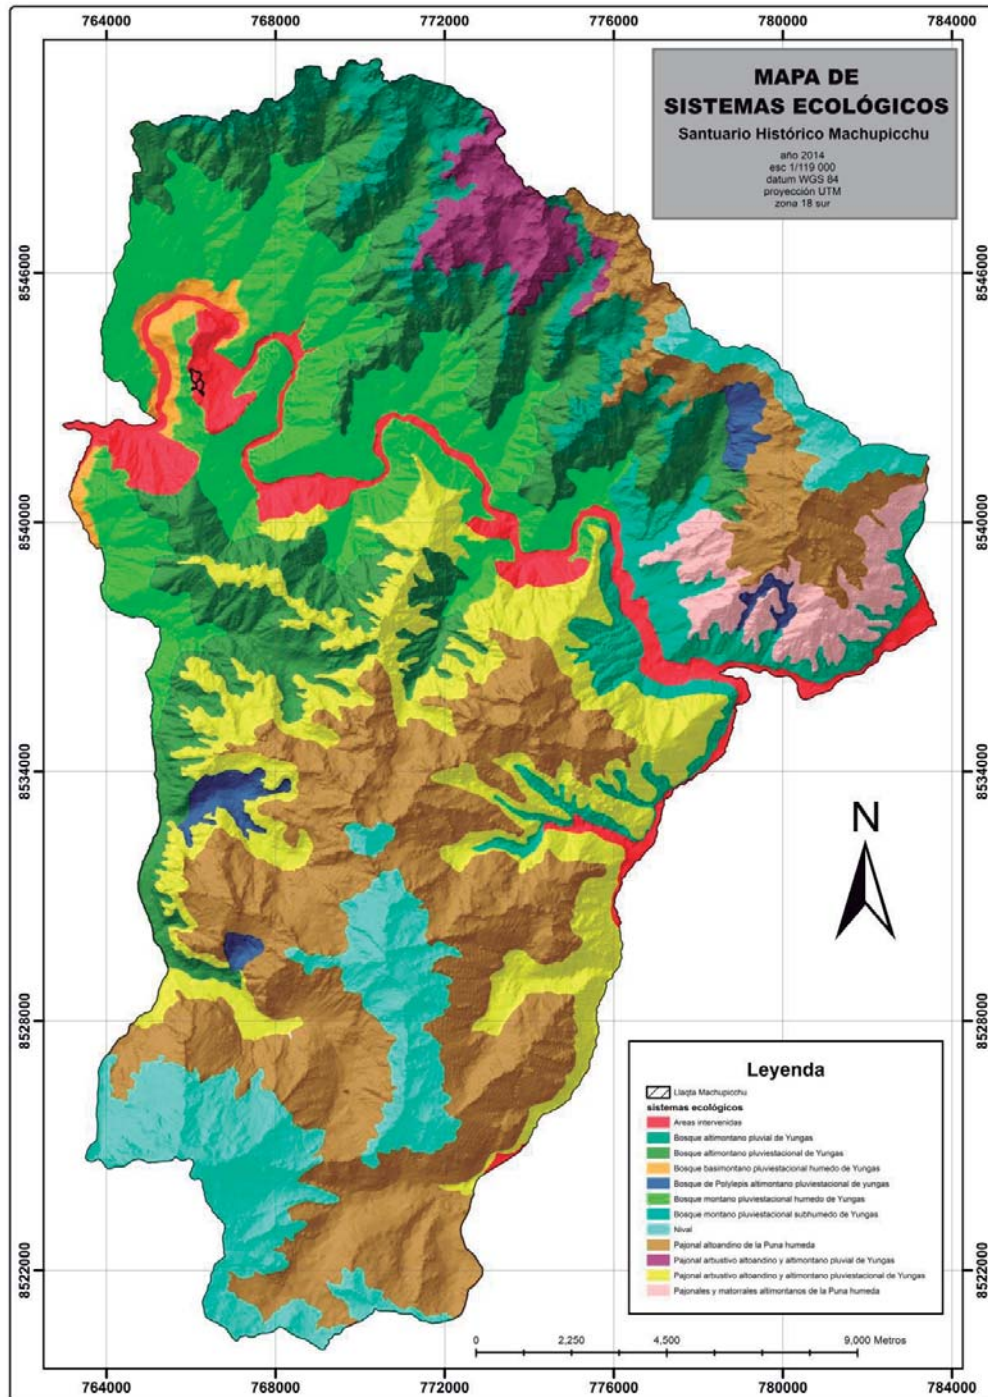 764000 768000 772000 776000 780000 784000
MAPA DE
SISTEMAS ECOLÓGICOS
Santuario Histórico Machupicchu
año 2014
esc 1/119 000
datum WGS 84
proyección UTM
zona 18 sur
8546000 8546000
8540000 8540000
8534000 8534000
N
8528000 8528000
Leyenda
Llaqta Machupicchu
sistemas ecológicos
Areas intervenidas
Bosque altimontano pluvial de Yungas
Bosque altimontano pluviestacional de Yungas
Bosque basimontano pluviestacional humedo de Yungas
Bosque de Polylepis altimontano pluviestacional de yungas
Bosque montano pluviestacional humedo de Yungas
Bosque montano pluviestacional subhumedo de Yungas
Nival
Pajonal altoandino de la Puna humeda
Pajonal arbustivo altoandino y altimontano pluvial de Yungas
Pajonal arbustivo altoandino y altimontano pluviestacional de Yungas
Pajonales y matorrales altimontanos de la Puna humeda
8522000 8522000
0 2,250 4,500 9,000 Metros
764000 768000 772000 776000 780000 784000